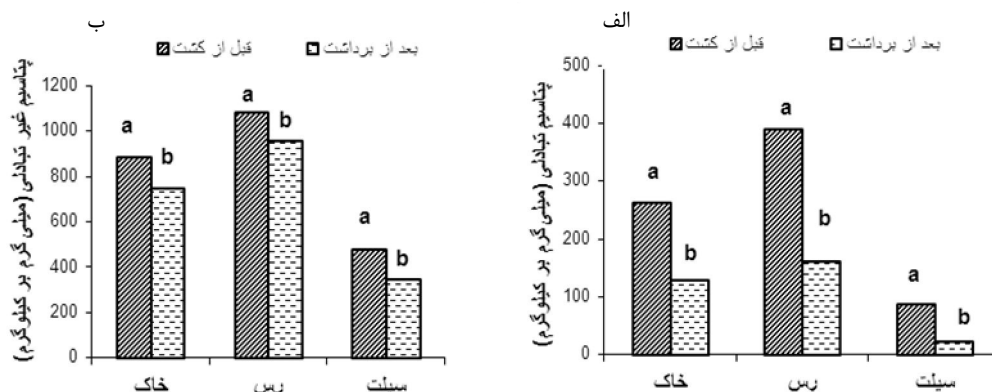 الف
بعد از برداشت
قبل از کشت
پتاسیم تبادلی (میلی گرم بر کیلوگرم)
500
400
300
200
100
0
a
b
a
b
a
b
خاک
رس
سیلت
ب
بعد از برداشت
قبل از کشت
پتاسیم غیر تبادلی (میلی گرم بر کیلوگرم)
1200
1000
800
600
400
200
0
a
b
a
b
a
b
خاک
رس
سیلت